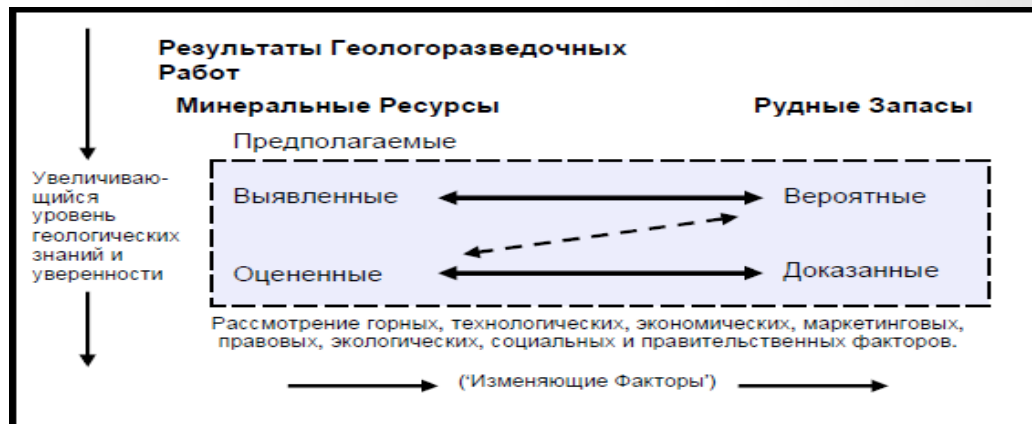 Результаты Геологоразведочных
Работ
Минеральные Ресурсы
Рудные Запасы
Предполагаемые
Увеличиваю-
щийся
уровень
геологических
знаний и
уверенности
Выявленные
Вероятные
Оцененные
Доказанные
Рассмотрение горных, технологических, экономических, маркетинговых,
правовых, экологических, социальных и правительственных факторов.
(‘Изменяющие Факторы’)